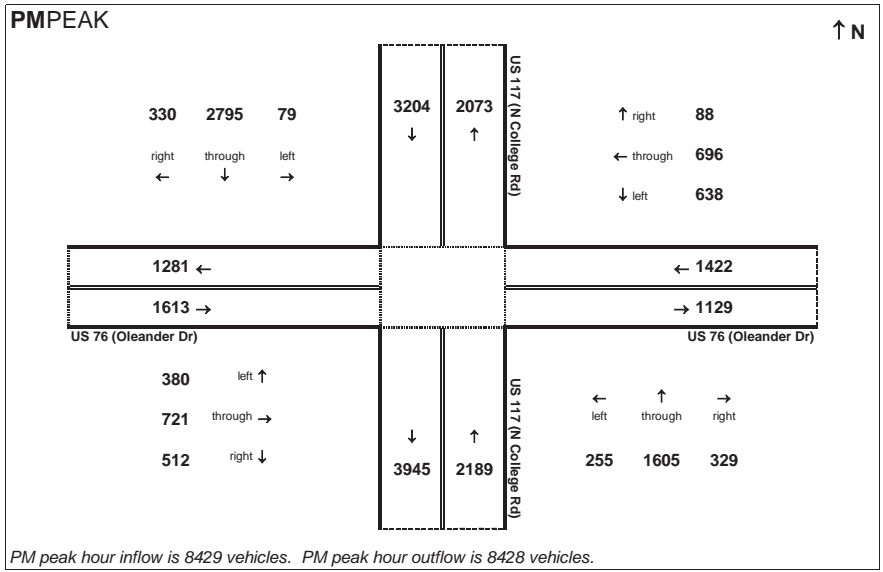 PMPEAK
↑ N
330 2795 79
right through left
← ↓ →
3204 2073
↓ ↑
US 117 (N College Rd)
↑ right 88
← through 696
↓ left 638
1281 ←
1613 →
US 76 (Oleander Dr)
← 1422
→ 1129
US 76 (Oleander Dr)
380 left ↑
721 through →
512 right ↓
↓ ↑
3945 2189
US 117 (N College Rd)
← ↑ →
left through right
255 1605 329
PM peak hour inflow is 8429 vehicles. PM peak hour outflow is 8428 vehicles.